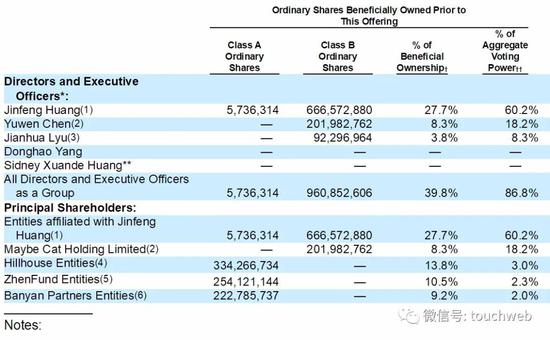 Ordinary Shares Beneficially Owned Prior to
This Offering
Class A
Ordinary
Shares
Class B
Ordinary
Shares
% of
Beneficial
Ownership†
% of
Aggregate
Voting
Power††
Directors and Executive
Officers*:
Jinfeng Huang(1) 5,736,314 666,572,880 27.7% 60.2%
Yuwen Chen(2) — 201,982,762 8.3% 18.2%
Jianhua Lyu(3) — 92,296,964 3.8% 8.3%
Donghao Yang — — — —
Sidney Xuande Huang** — — — —
All Directors and Executive Officers
as a Group 5,736,314 960,852,606 39.8% 86.8%
Principal Shareholders:
Entities affiliated with Jinfeng
Huang(1) 5,736,314 666,572,880 27.7% 60.2%
Maybe Cat Holding Limited(2) — 201,982,762 8.3% 18.2%
Hillhouse Entities(4) 334,266,734 — 13.8% 3.0%
ZhenFund Entities(5) 254,121,144 — 10.5% 2.3%
Banyan Partners Entities(6) 222,785,737 — 9.2% 2.0%
Notes:
微信号: touchweb